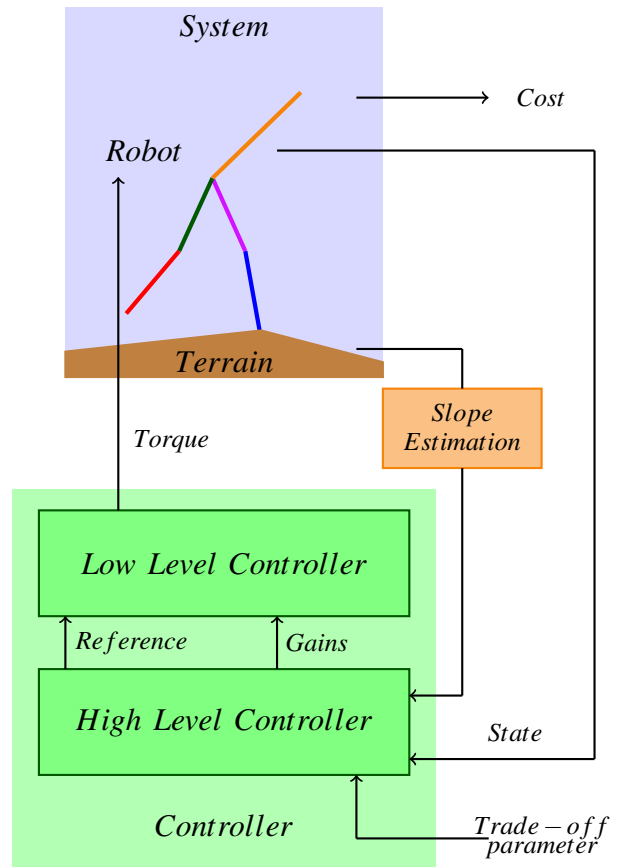 System
Cost
Robot
Terrain
Slope
Estimation
Torque
Low Level Controller
Reference
Gains
High Level Controller
State
Controller
Trade-off
parameter